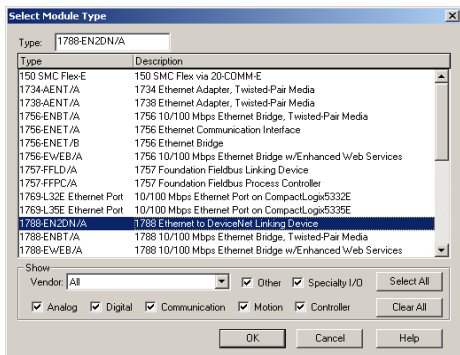 Select Module Type
Type: 1788-EN2DN/A
Type Description
150 SMC Flex-E 150 SMC Flex via 20-COMM-E
1734-AENT/A 1734 Ethernet Adapter, Twisted-Pair Media
1738-AENT/A 1738 Ethernet Adapter, Twisted-Pair Media
1756-ENBT/A 1756 10/100 Mbps Ethernet Bridge, Twisted-Pair Media
1756-ENET/A 1756 Ethernet Communication Interface
1756-ENET/B 1756 Ethernet Bridge
1756-EWEB/A 1756 10/100 Mbps Ethernet Bridge w/Enhanced Web Services
1757-FFLD/A 1757 Foundation Fieldbus Linking Device
1757-FFPC/A 1757 Foundation Fieldbus Process Controller
1769-L32E Ethernet Port 10/100 Mbps Ethernet Port on CompactLogix5332E
1769-L35E Ethernet Port 10/100 Mbps Ethernet Port on CompactLogix5335E
1788-EN2DN/A 1788 Ethernet to DeviceNet Linking Device
1788-ENBT/A 1788 10/100 Mbps Ethernet Bridge, Twisted-Pair Media
1788-EWEB/A 1788 10/100 Mbps Ethernet Bridge w/Enhanced Web Services
Show
Vendor: All Other Specialty I/O Select All
Analog Digital Communication Motion Controller Clear All
OK Cancel Help